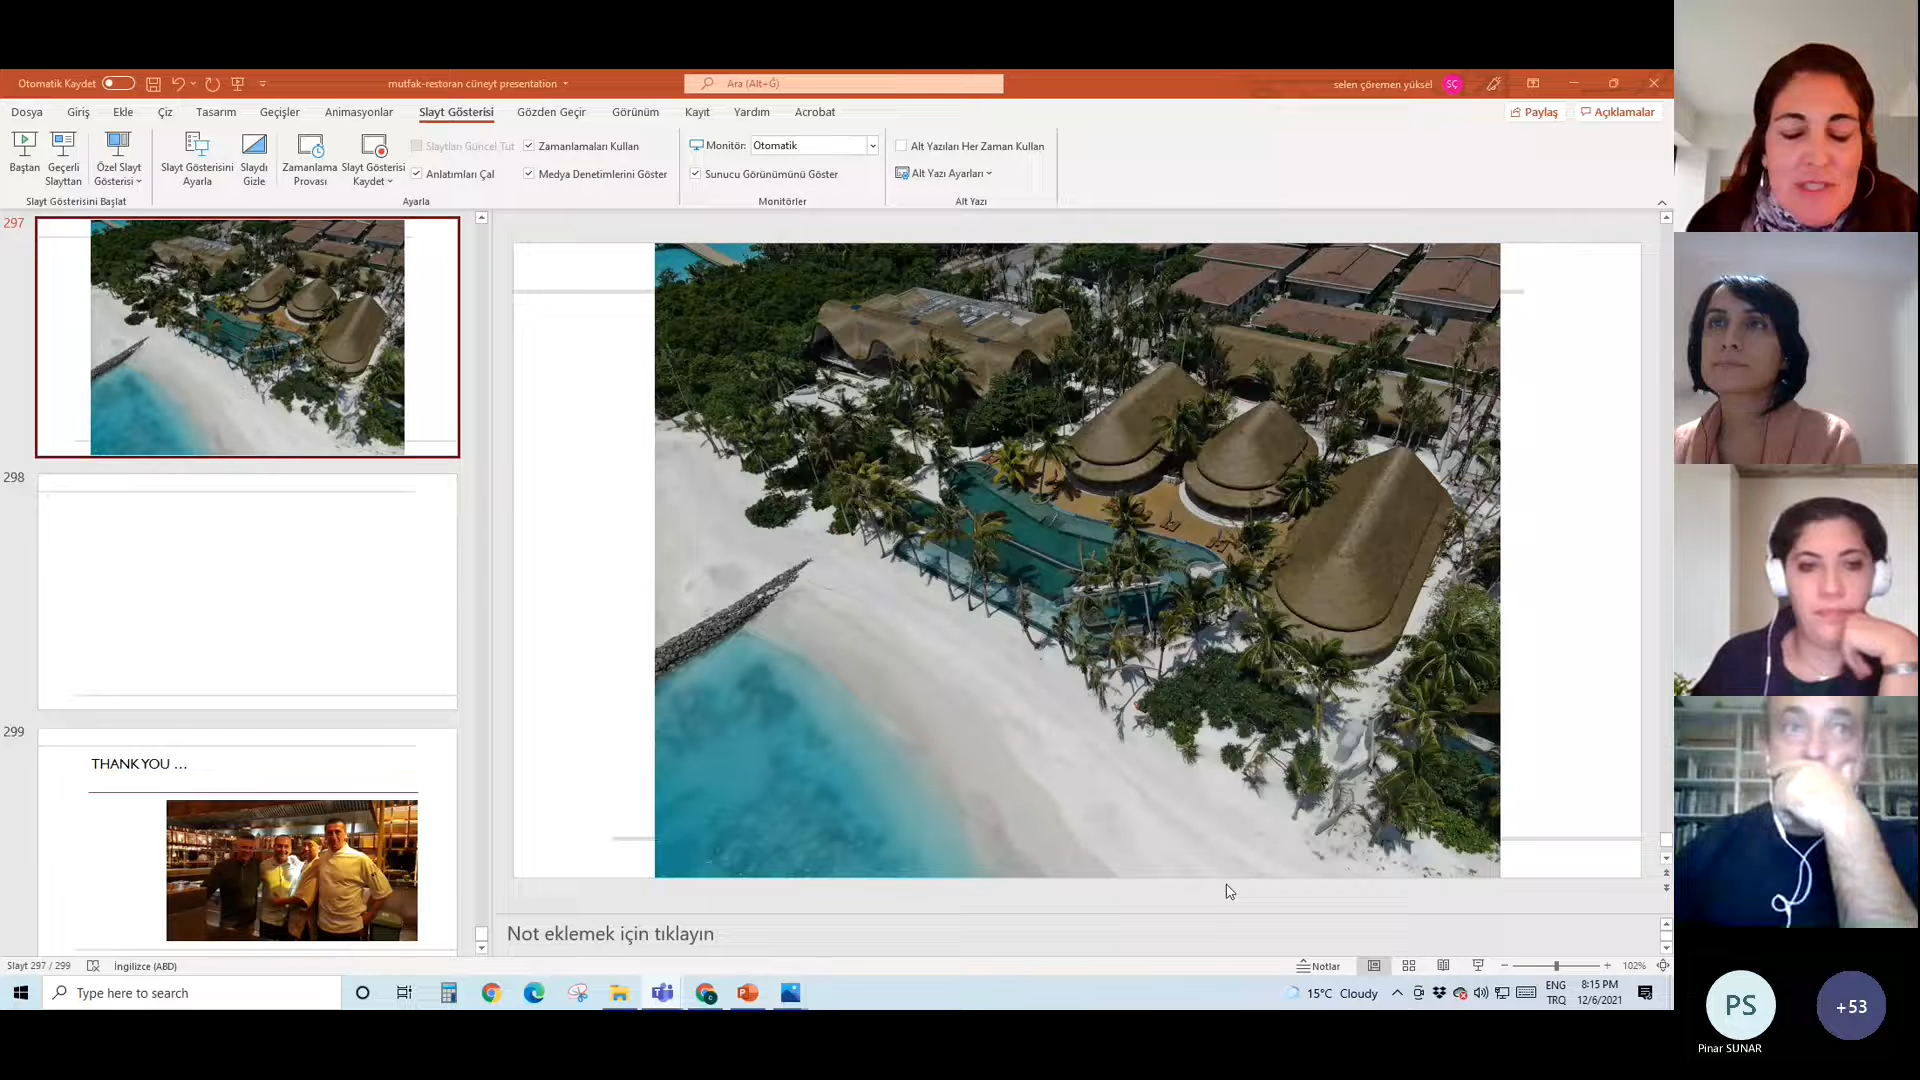 Otomatik Kaydet
mutfak-restoran cüneyt presentation
Ara (Alt+G)
selen çöremen yüksel
SÇ
Dosya Giriş Ekle Çiz Tasarım Geçişler Animasyonlar Slayt Gösterisi Gözden Geçir Görünüm Kayıt Yardım Acrobat
Paylaş
Açıklamalar
Baştan
Geçerli Slayttan
Özel Slayt Gösterisi
Slayt Gösterisini Başlat
Slayt Gösterisini Ayarla
Slaydı Gizle
Zamanlama Provası
Slayt Gösterisi Kaydet
Slaytları Güncel Tut
Anlatımları Çal
Zamanlamaları Kullan
Medya Denetimlerini Göster
Ayarla
Monitör: Otomatik
Sunucu Görünümünü Göster
Monitörler
Alt Yazıları Her Zaman Kullan
Alt Yazı Ayarları
Alt Yazı
297
298
299
THANK YOU ...
Not eklemek için tıklayın
Slayt 297 / 299
İngilizce (ABD)
Notlar
102%
Type here to search
15°C Cloudy
ENG
TRQ
8:15 PM
12/6/2021
PS
Pinar SUNAR
+53